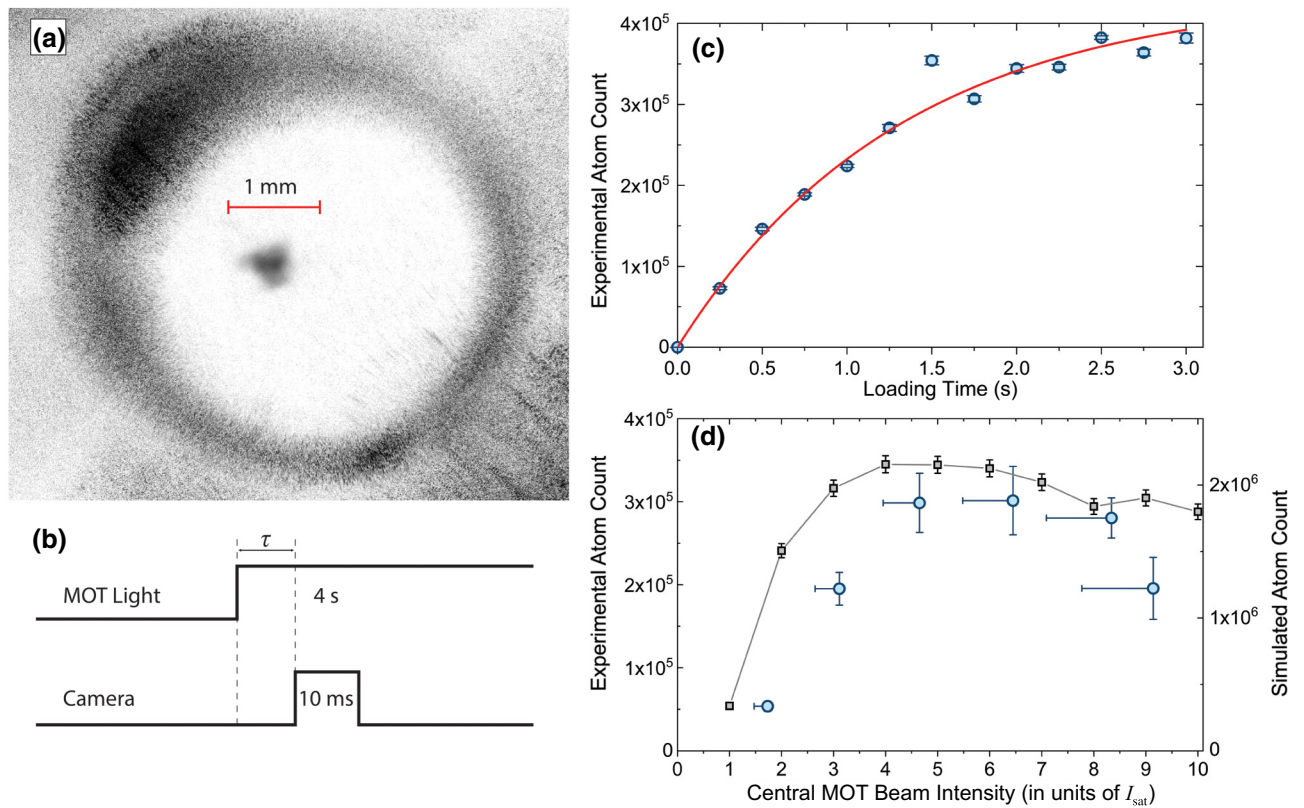 (a)
1 mm
(b)
τ
MOT Light
4 s
Camera
10 ms
(c)
Experimental Atom Count
4x10⁵
3x10⁵
2x10⁵
1x10⁵
0
0.0 0.5 1.0 1.5 2.0 2.5 3.0
Loading Time (s)
(d)
Experimental Atom Count
4x10⁵
3x10⁵
2x10⁵
1x10⁵
0
2x10⁶
1x10⁶
0
Simulated Atom Count
0 1 2 3 4 5 6 7 8 9 10
Central MOT Beam Intensity (in units of Isat)